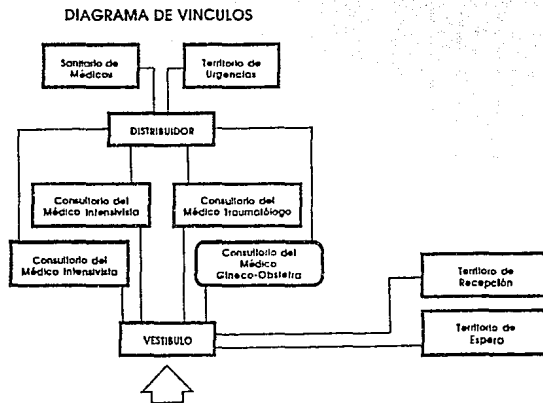 DIAGRAMA DE VINCULOS
Sanitario de
Médicos
Territorio de
Urgencias
DISTRIBUIDOR
Consultorio del
Médico Intensivista
Consultorio del
Médico Traumatólogo
Consultorio del
Médico Intensivista
Consultorio del
Médico
Gineco-Obstetra
Territorio de
Recepción
VESTIBULO
Territorio de
Espera